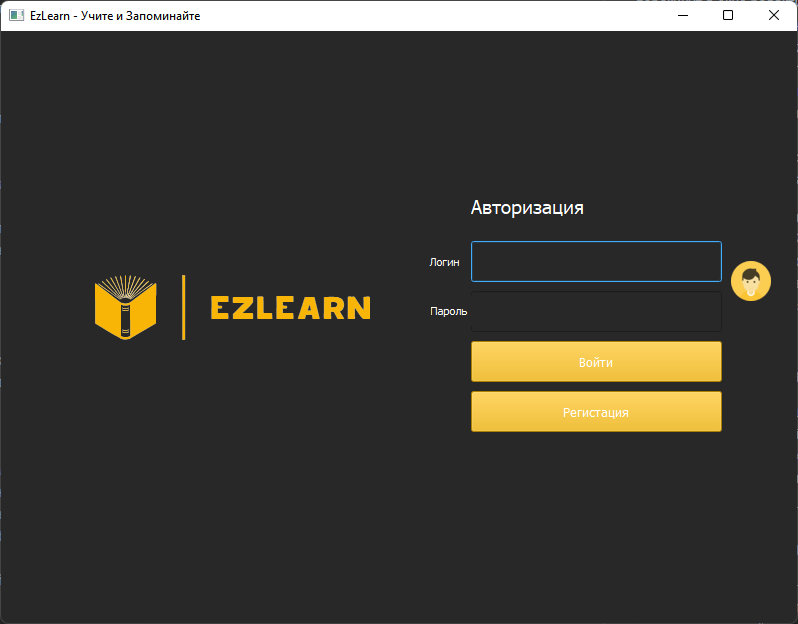 EzLearn - Учите и Запоминайте
Авторизация
Логин
EZLEARN
Пароль
Войти
Регистация